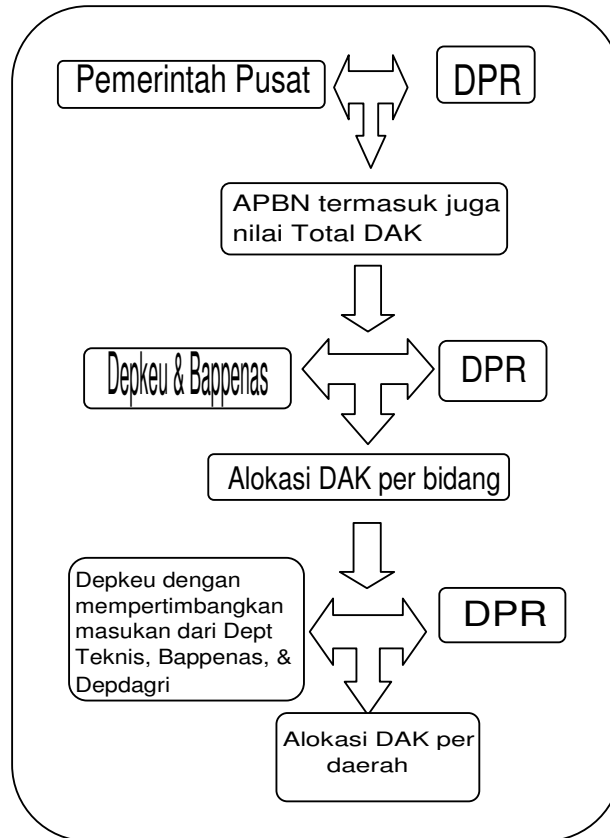 Pemerintah Pusat
DPR
APBN termasuk juga
nilai Total DAK
Depkeu & Bappenas
DPR
Alokasi DAK per bidang
Depkeu dengan
mempertimbangkan
masukan dari Dept
Teknis, Bappenas, &
Depdagri
DPR
Alokasi DAK per
daerah